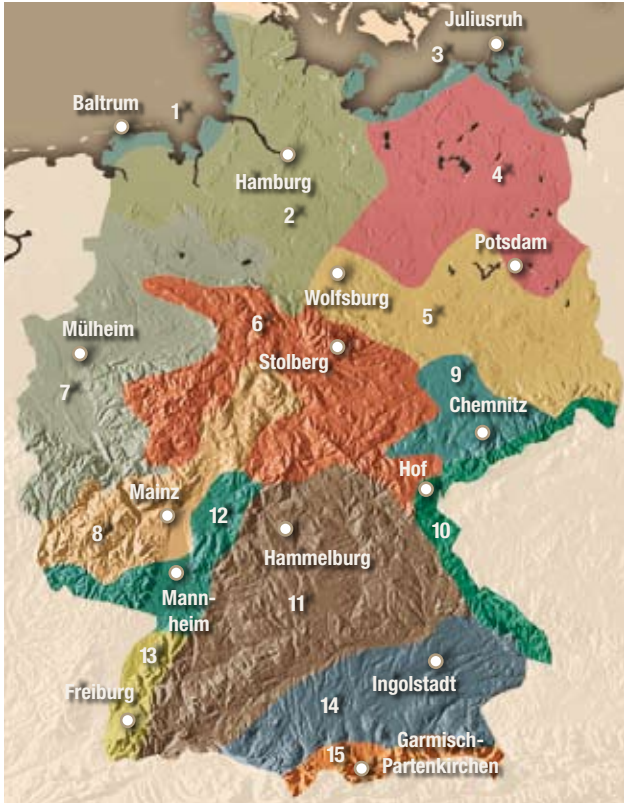 Juliusruh
3
Baltrum
1
4
Hamburg
2
Potsdam
Wolfsburg
5
6
Mülheim
Stolberg
7
9
Chemnitz
Hof
Mainz
12
8
10
Hammelburg
Mann-
heim
11
13
Ingolstadt
Freiburg
14
15
Garmisch-
Partenkirchen